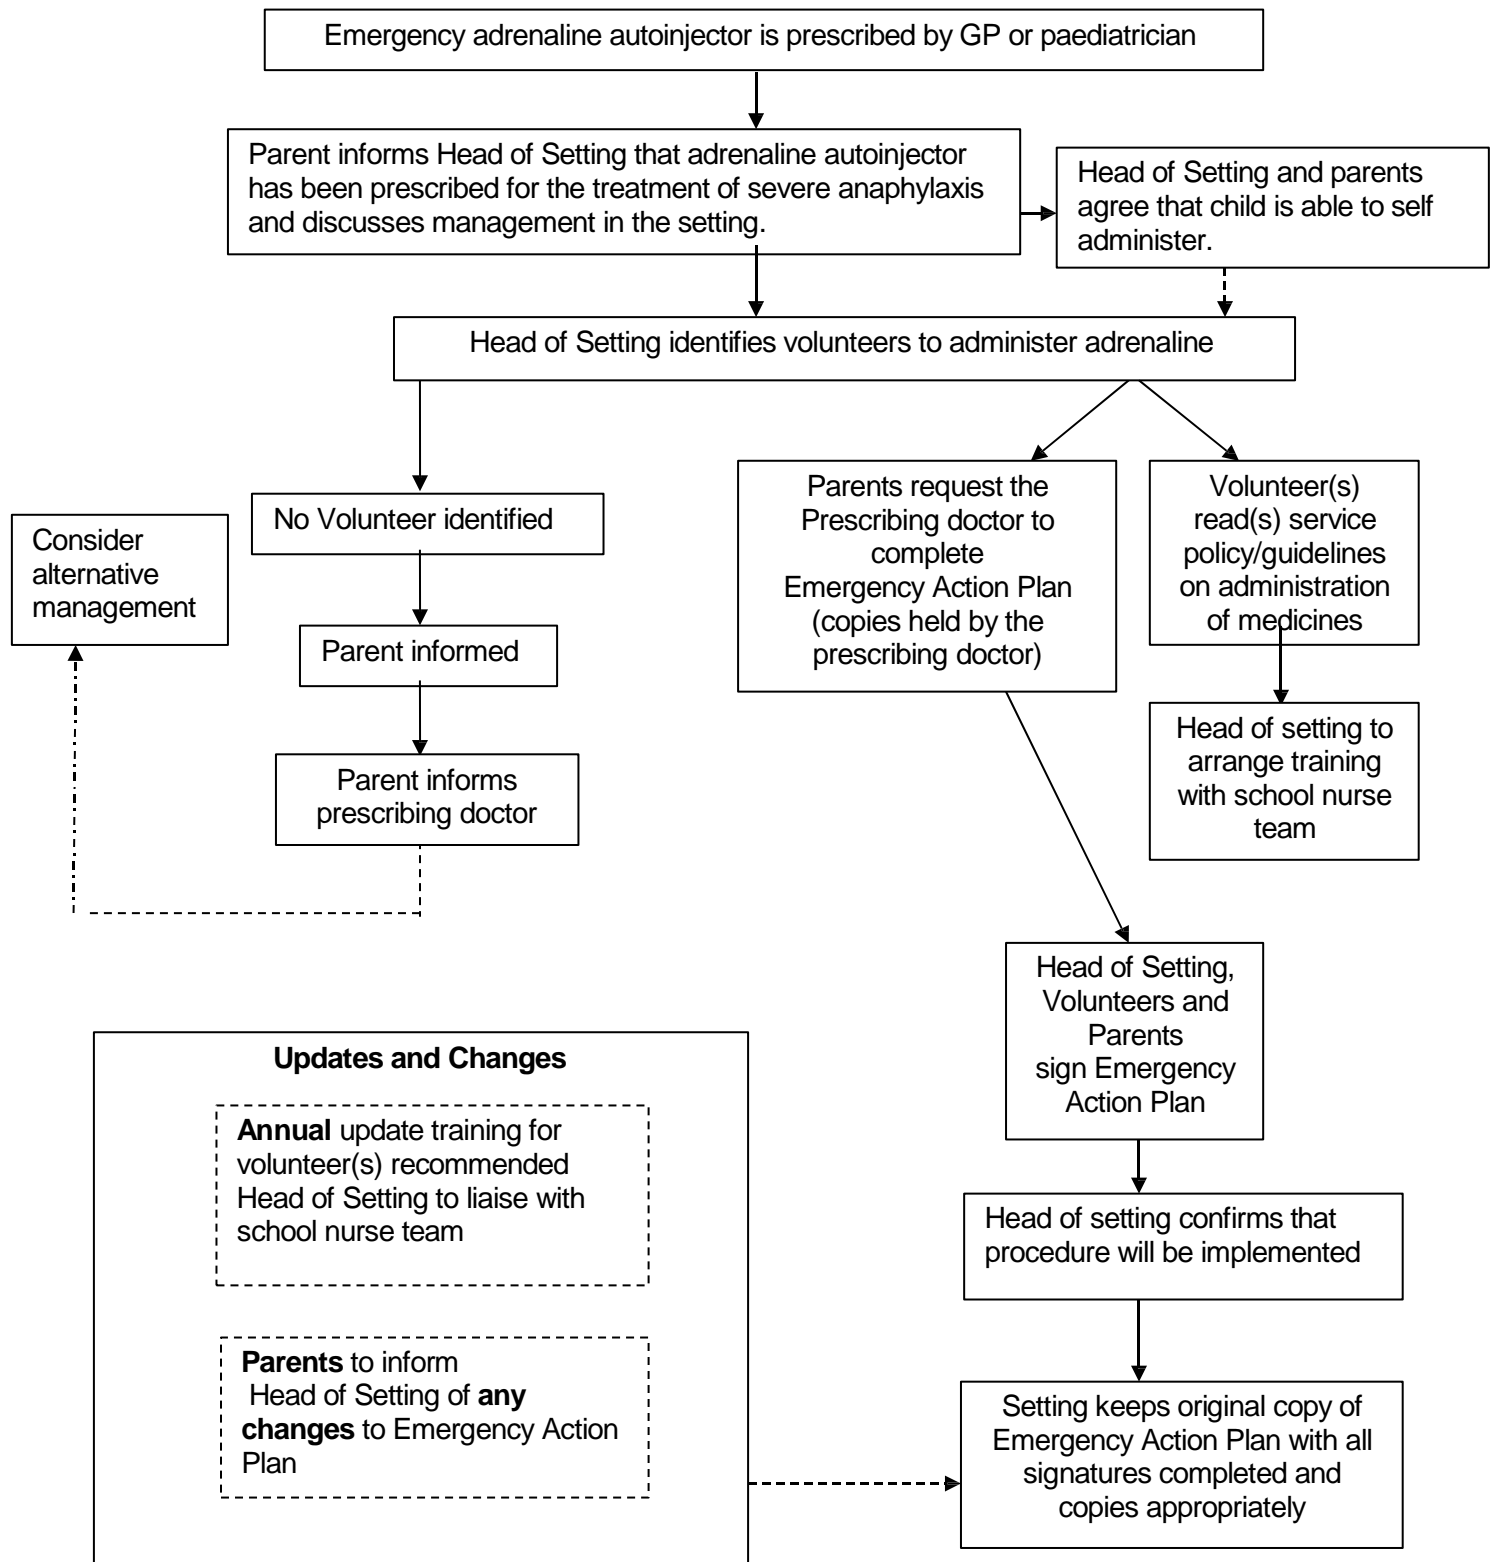 Emergency adrenaline autoinjector is prescribed by GP or paediatrician
Parent informs Head of Setting that adrenaline autoinjector
has been prescribed for the treatment of severe anaphylaxis
and discusses management in the setting.
Head of Setting and parents
agree that child is able to self
administer.
Head of Setting identifies volunteers to administer adrenaline
No Volunteer identified
Parent informed
Parent informs
prescribing doctor
Consider
alternative
management
Parents request the
Prescribing doctor to
complete
Emergency Action Plan
(copies held by the
prescribing doctor)
Volunteer(s)
read(s) service
policy/guidelines
on administration
of medicines
Head of setting to
arrange training
with school nurse
team
Head of Setting,
Volunteers and
Parents
sign Emergency
Action Plan
Head of setting confirms that
procedure will be implemented
Setting keeps original copy of
Emergency Action Plan with all
signatures completed and
copies appropriately
Updates and Changes
Annual update training for
volunteer(s) recommended
Head of Setting to liaise with
school nurse team
Parents to inform
Head of Setting of any
changes to Emergency Action
Plan